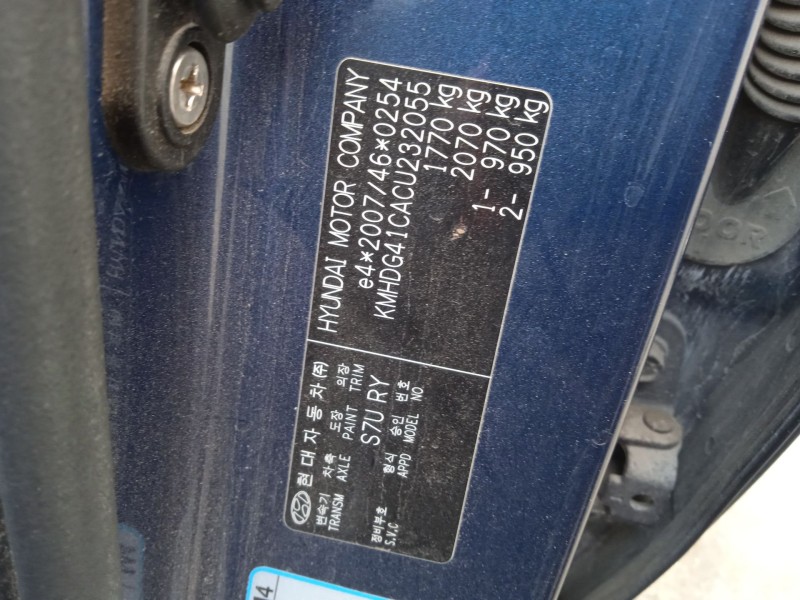 HYUNDAI MOTOR COMPANY
e4*2007/46*0254
KMHDG41CACU232055
1770 kg
2070 kg
1- 970 kg
2- 950 kg
현대자동차(주)
변속기 차축 도장 외장
TRANSM AXLE PAINT TRIM
S7U RY
정비부호 형식 승인 번호
S.V.C APPD MODEL NO.
14